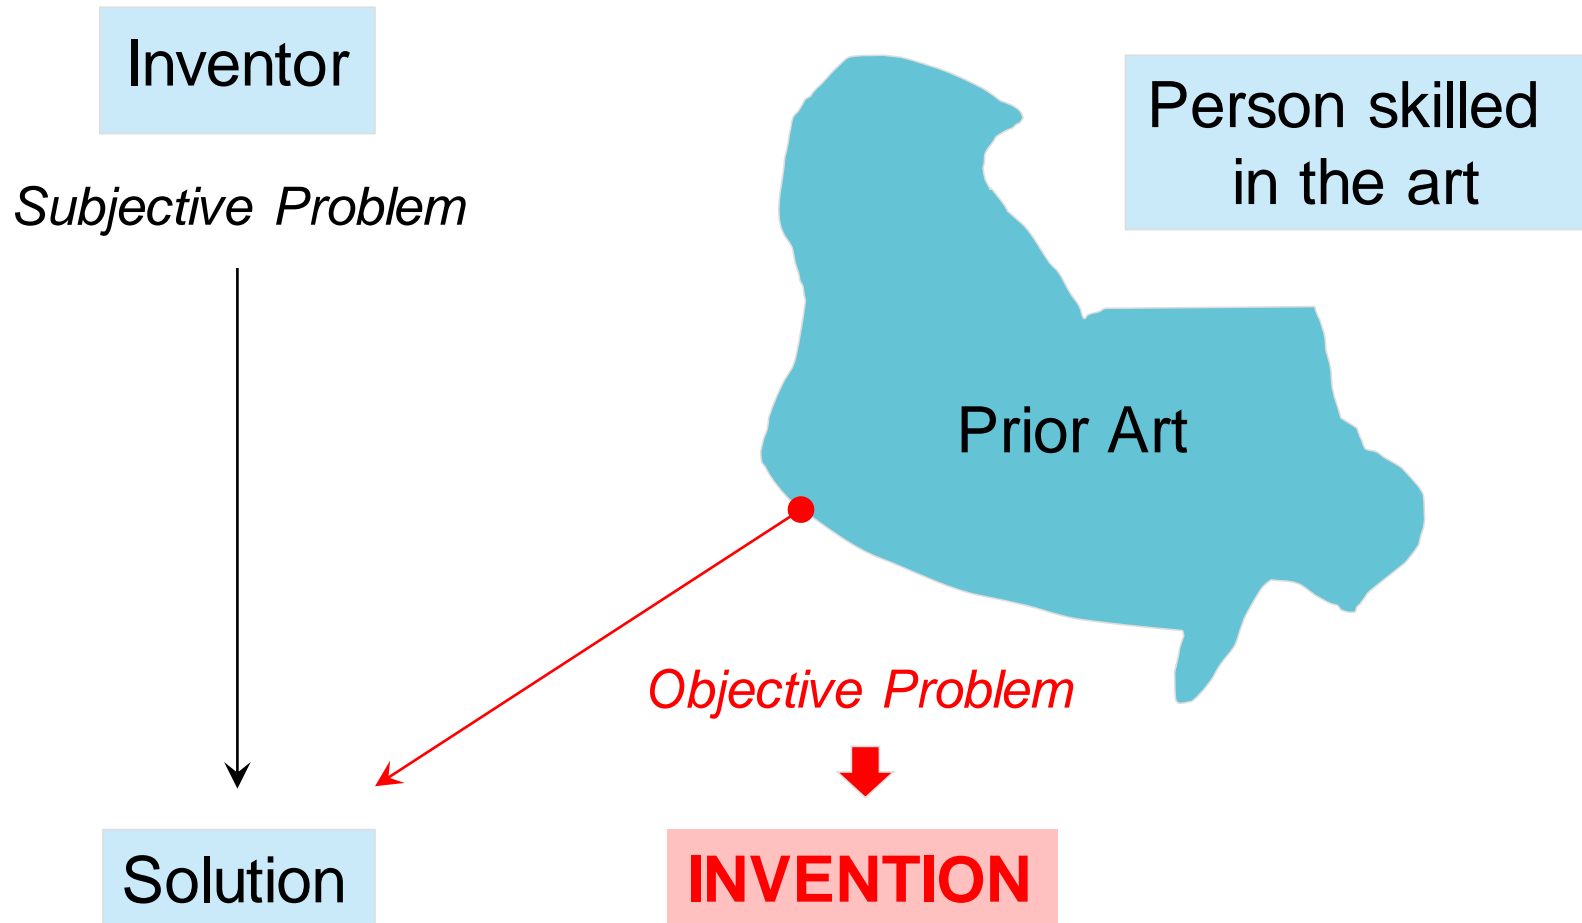 Inventor
Subjective Problem
Person skilled
in the art
Prior Art
Objective Problem
Solution
INVENTION